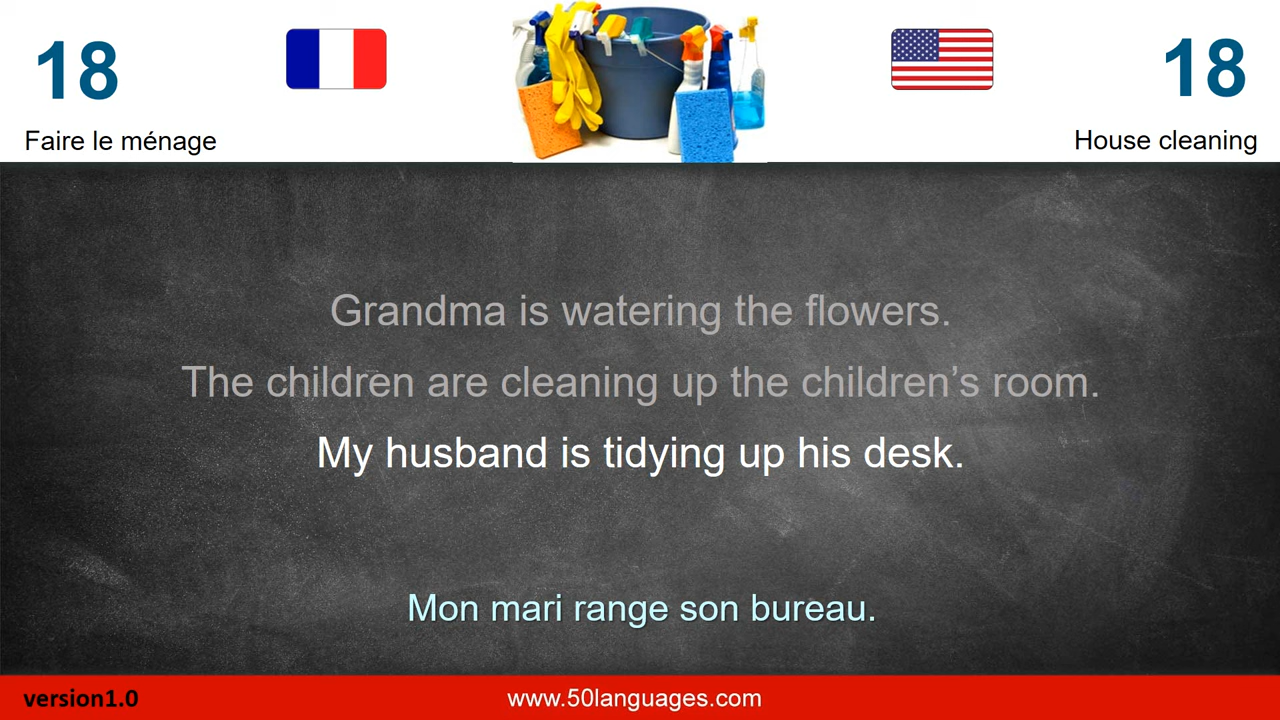 18
18
Faire le ménage
House cleaning
Grandma is watering the flowers.
The children are cleaning up the children’s room.
My husband is tidying up his desk.
Mon mari range son bureau.
version1.0
www.50languages.com